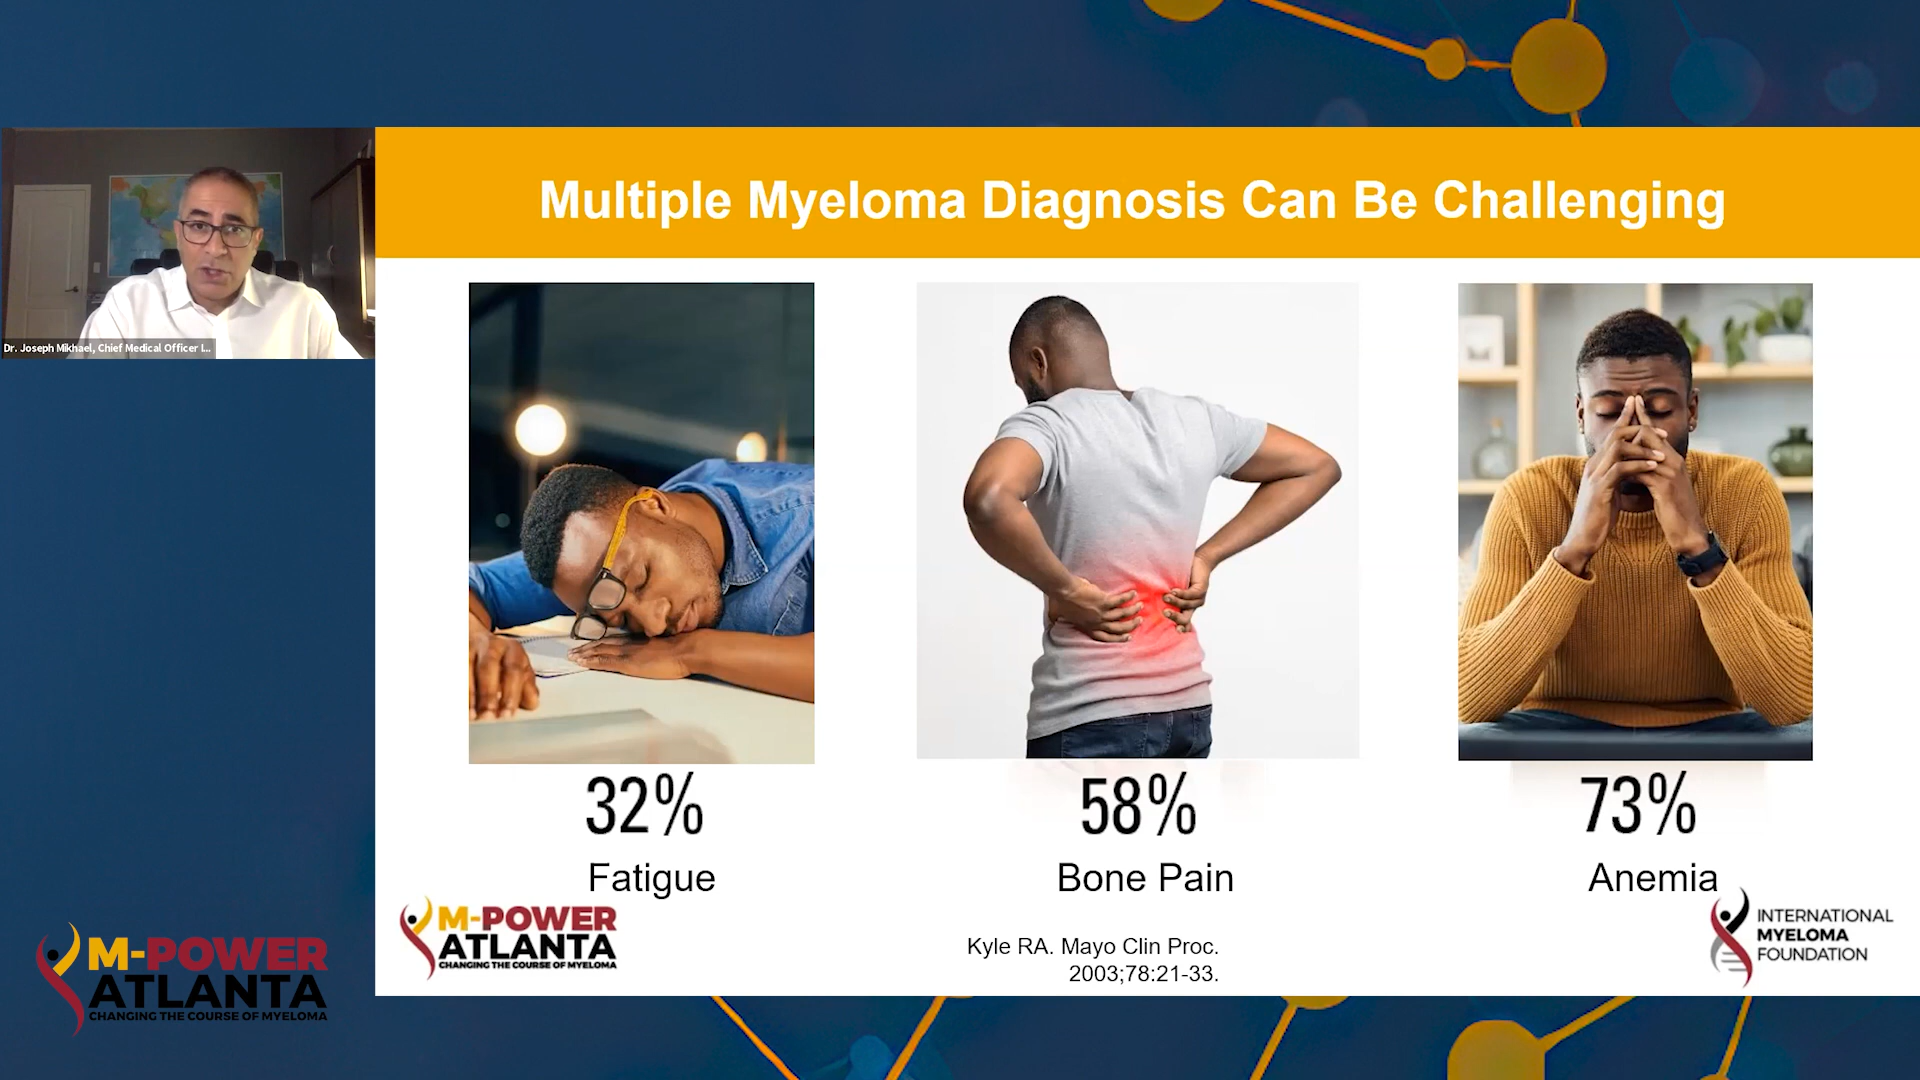 Multiple Myeloma Diagnosis Can Be Challenging
Dr. Joseph Mikhael, Chief Medical Officer I...
32%
Fatigue
58%
Bone Pain
73%
Anemia
M-POWER
ATLANTA
CHANGING THE COURSE OF MYELOMA
Kyle RA. Mayo Clin Proc.
2003;78:21-33.
INTERNATIONAL
MYELOMA
FOUNDATION
M-POWER
ATLANTA
CHANGING THE COURSE OF MYELOMA